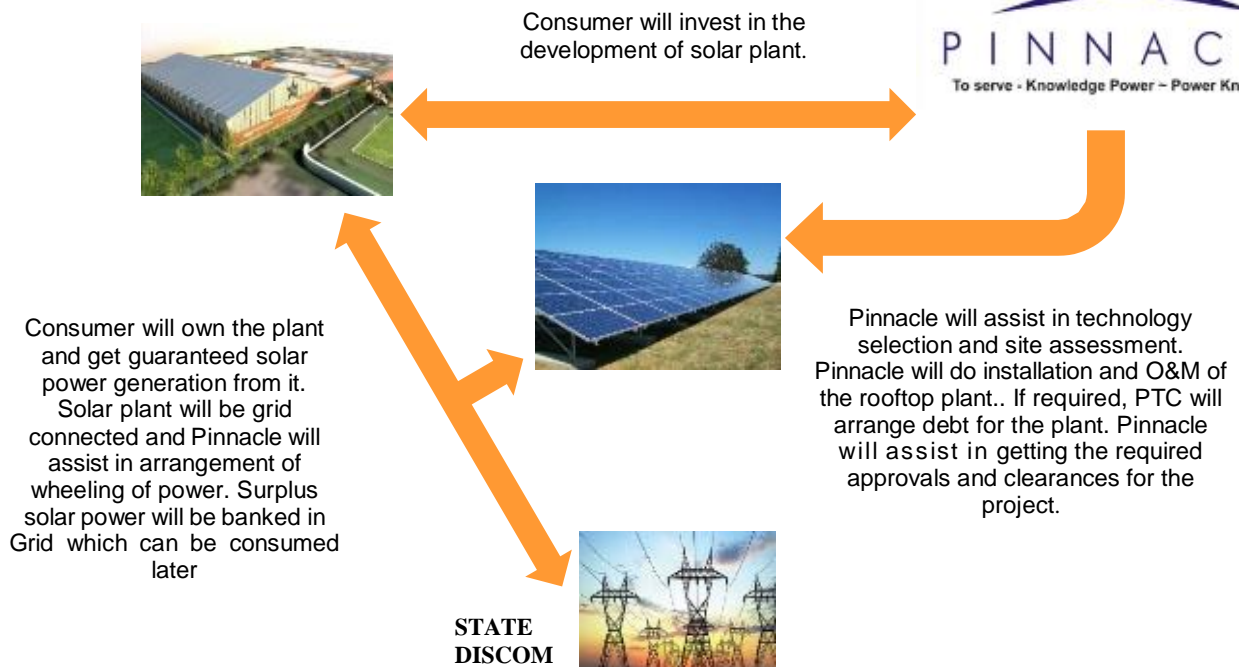 Consumer will invest in the
development of solar plant.
PINNAC
To serve - Knowledge Power ~ Power Kn
Consumer will own the plant
and get guaranteed solar
power generation from it.
Solar plant will be grid
connected and Pinnacle will
assist in arrangement of
wheeling of power. Surplus
solar power will be banked in
Grid which can be consumed
later
Pinnacle will assist in technology
selection and site assessment.
Pinnacle will do installation and O&M of
the rooftop plant.. If required, PTC will
arrange debt for the plant. Pinnacle
will assist in getting the required
approvals and clearances for the
project.
STATE
DISCOM